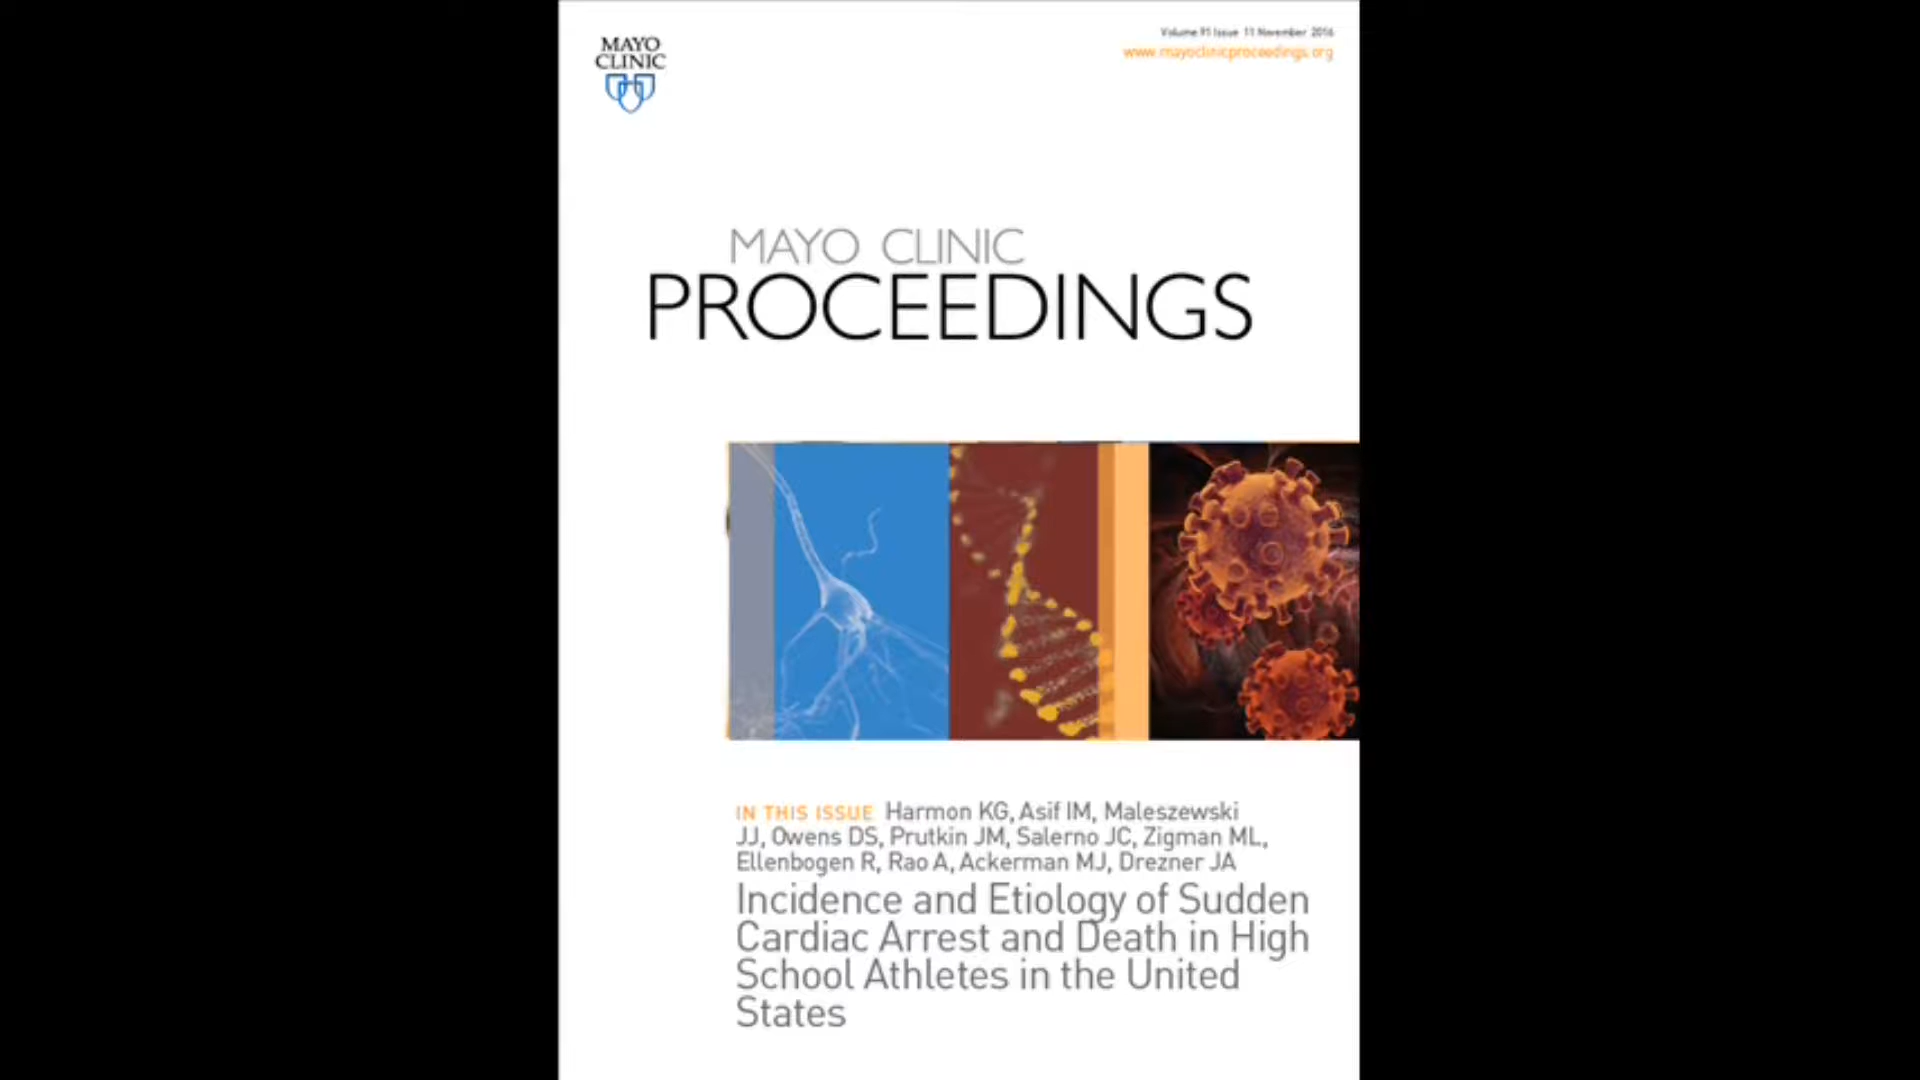 MAYO
CLINIC
Volume 91 Issue 11 November 2016
www.mayoclinicproceedings.org
MAYO CLINIC
PROCEEDINGS
IN THIS ISSUE Harmon KG, Asif IM, Maleszewski
JJ, Owens DS, Prutkin JM, Salerno JC, Zigman ML,
Ellenbogen R, Rao A, Ackerman MJ, Drezner JA
Incidence and Etiology of Sudden
Cardiac Arrest and Death in High
School Athletes in the United
States